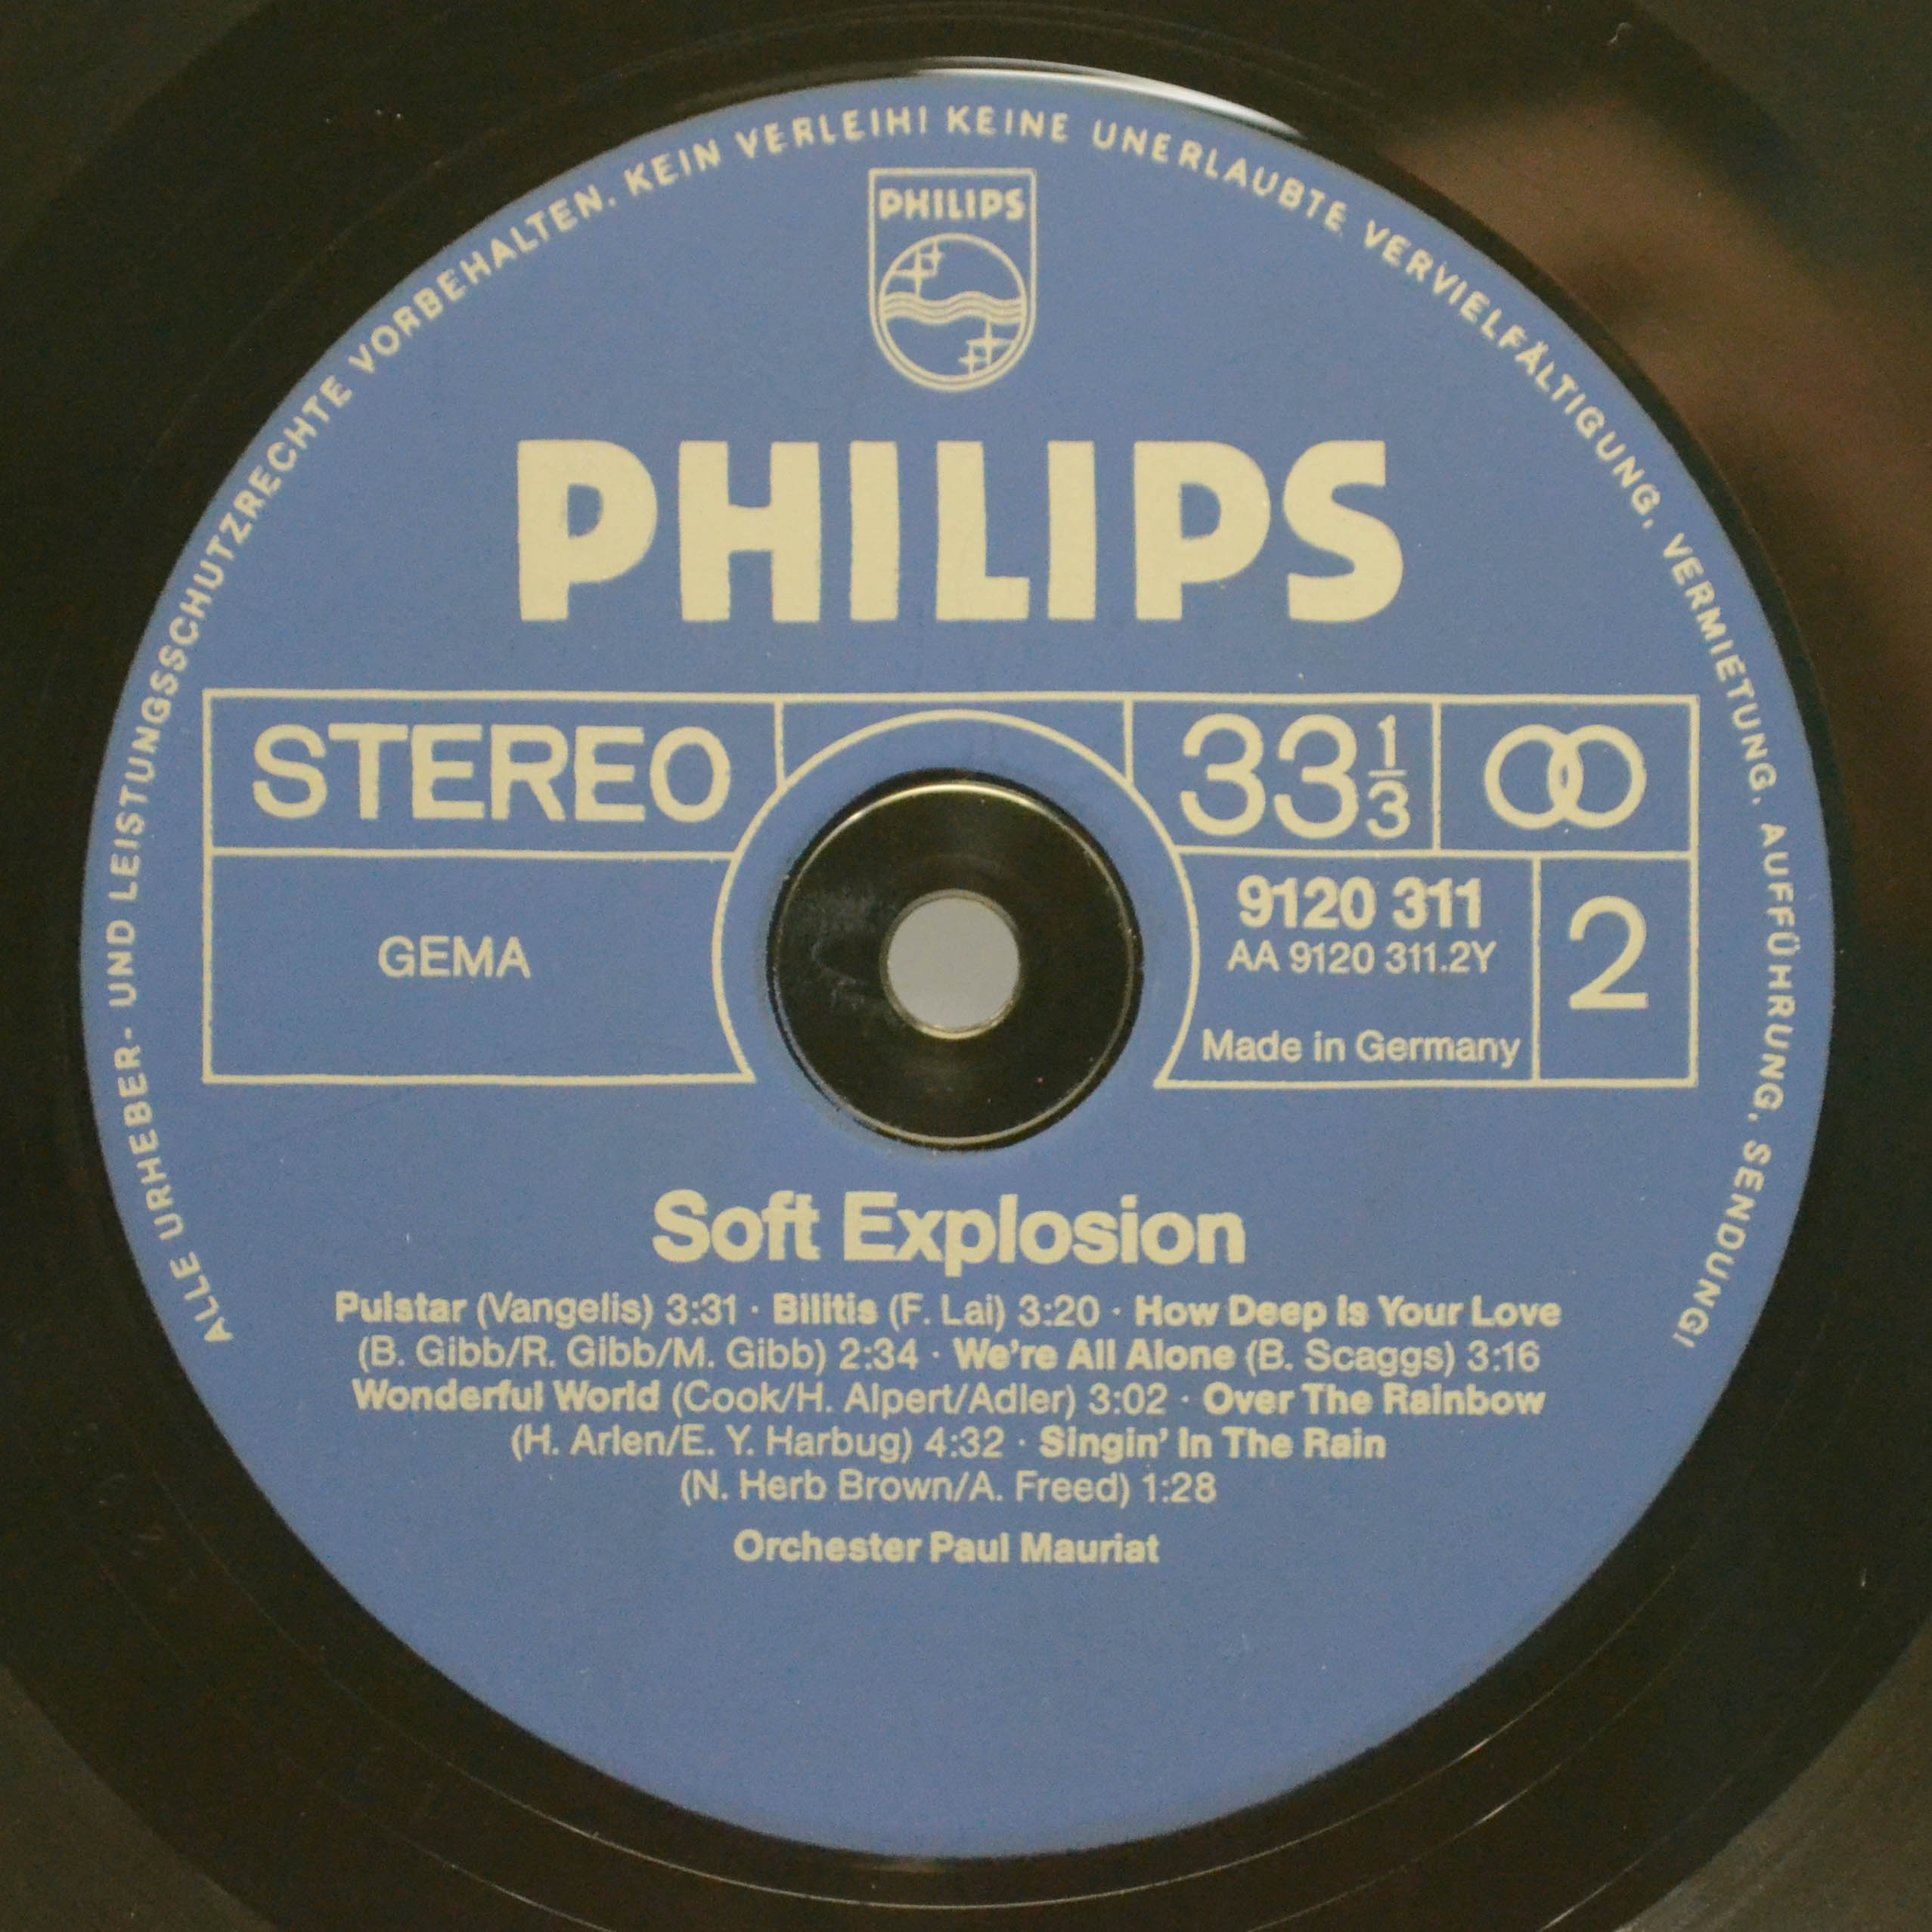 ALLE URHEBER- UND LEISTUNGSSCHUTZRECHTE VORBEHALTEN. KEIN VERLEIH! KEINE UNERLAUBTE VERVIELFÄLTIGUNG, VERMIETUNG, AUFFÜHRUNG, SENDUNG!
PHILIPS
PHILIPS
STEREO
33 1/3
GEMA
9120 311
AA 9120 311.2Y
Made in Germany
2
Soft Explosion
Pulstar (Vangelis) 3:31 · Bilitis (F. Lai) 3:20 · How Deep Is Your Love
(B. Gibb/R. Gibb/M. Gibb) 2:34 · We're All Alone (B. Scaggs) 3:16
Wonderful World (Cook/H. Alpert/Adler) 3:02 · Over The Rainbow
(H. Arlen/E. Y. Harbug) 4:32 · Singin' In The Rain
(N. Herb Brown/A. Freed) 1:28
Orchester Paul Mauriat